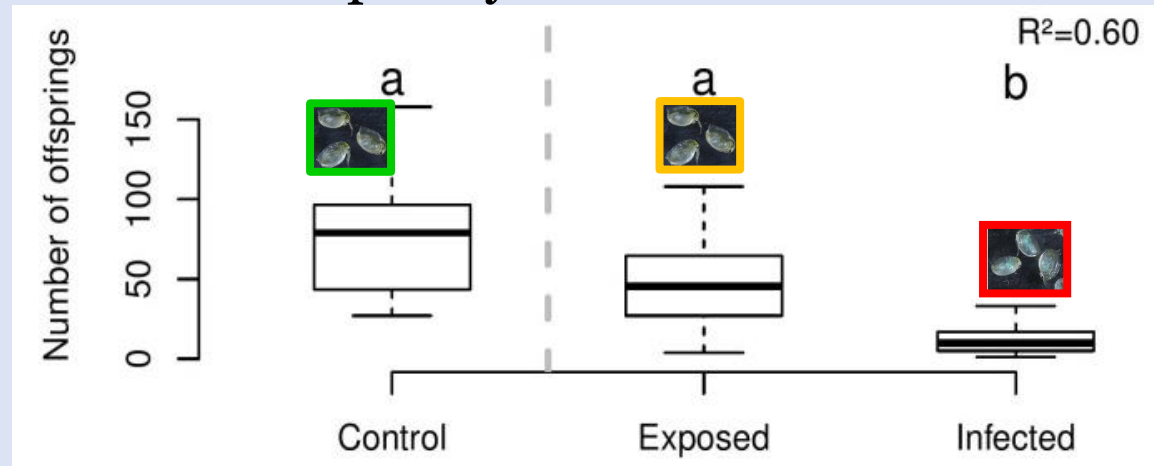 Number of offsprings
150
100
50
0
R²=0.60
a
a
b
Control
Exposed
Infected